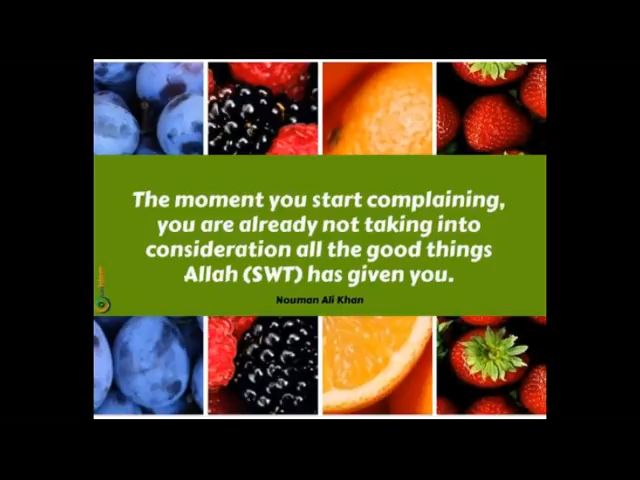 The moment you start complaining,
you are already not taking into
consideration all the good things
Allah (SWT) has given you.
Nouman Ali Khan